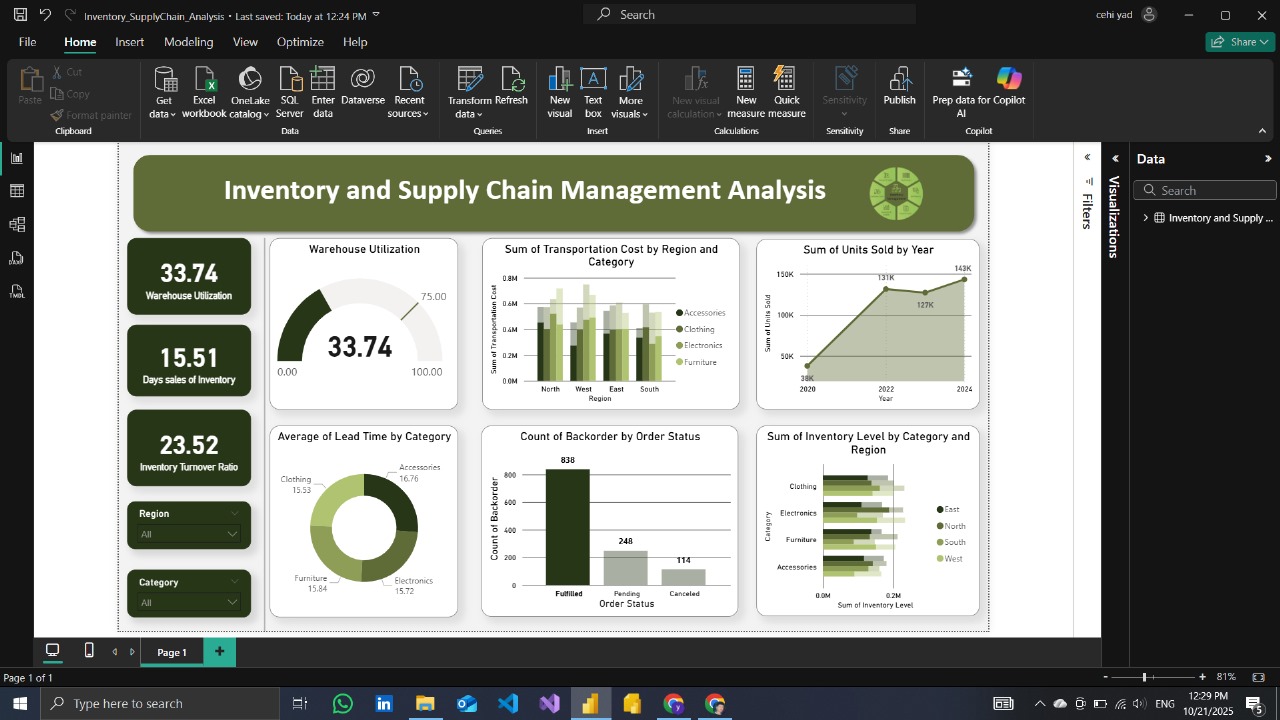 Inventory_SupplyChain_Analysis • Last saved: Today at 12:24 PM
Search
cehi yad
File Home Insert Modeling View Optimize Help
Share
Paste
Cut
Copy
Format painter
Clipboard
Get data
Excel workbook
OneLake catalog
SQL Server
Enter data
Dataverse
Recent sources
Data
Transform data
Refresh
Queries
New visual
Text box
More visuals
Insert
New visual calculation
New measure
Quick measure
Calculations
Sensitivity
Sensitivity
Publish
Share
Prep data for AI
Copilot
Copilot
Inventory and Supply Chain Management Analysis
33.74
Warehouse Utilization
15.51
Days sales of Inventory
23.52
Inventory Turnover Ratio
Region
All
Category
All
Warehouse Utilization
75.00
33.74
0.00
100.00
Sum of Transportation Cost by Region and
Category
Sum of Transportation Cost
0.8M
0.6M
0.4M
0.2M
0.0M
North West East South
Region
Accessories
Clothing
Electronics
Furniture
Sum of Units Sold by Year
Sum of Units Sold
150K
100K
50K
38K
131K
127K
143K
2020 2022 2024
Year
Average of Lead Time by Category
Accessories
16.76
Clothing
15.53
Furniture
15.84
Electronics
15.72
Count of Backorder by Order Status
Count of Backorder
800
600
400
200
0
838
248
114
Fulfilled Pending Canceled
Order Status
Sum of Inventory Level by Category and
Region
Category
Clothing
Electronics
Furniture
Accessories
0.0M 0.2M
Sum of Inventory Level
East
North
South
West
Filters
Visualizations
Data
Search
Inventory and Supply ...
TMDL
Page 1
Page 1 of 1
81%
Type here to search
ENG
12:29 PM
10/21/2025
5